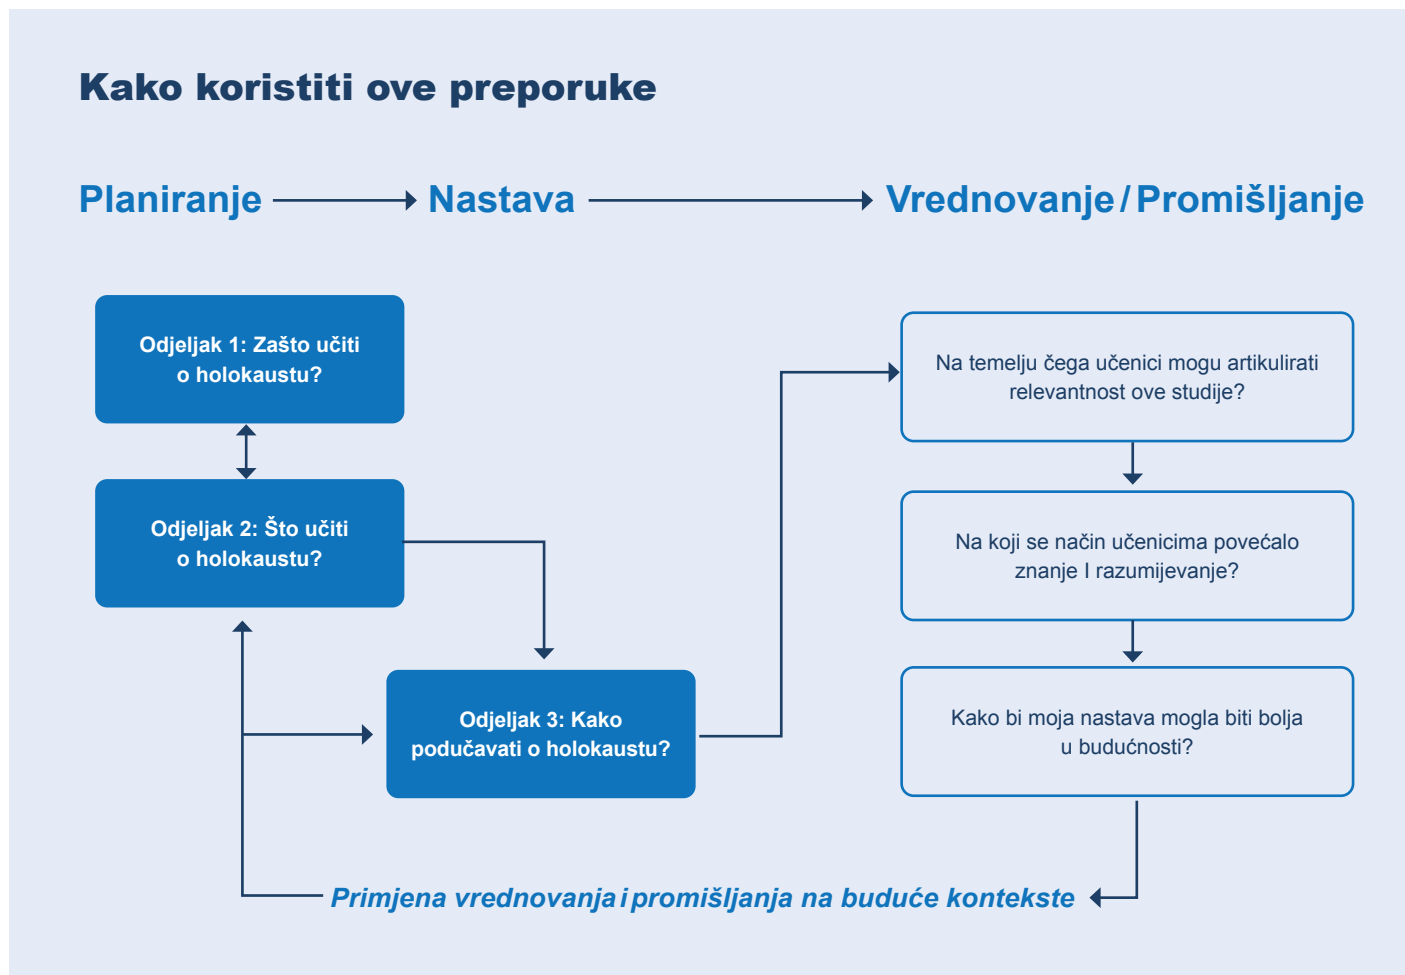 Kako koristiti ove preporuke
Planiranje
Nastava
Vrednovanje / Promišljanje
Odjeljak 1: Zašto učiti
o holokaustu?
Odjeljak 2: Što učiti
o holokaustu?
Odjeljak 3: Kako
podučavati o holokaustu?
Na temelju čega učenici mogu artikulirati
relevantnost ove studije?
Na koji se način učenicima povećalo
znanje I razumijevanje?
Kako bi moja nastava mogla biti bolja
u budućnosti?
Primjena vrednovanja i promišljanja na buduće kontekste